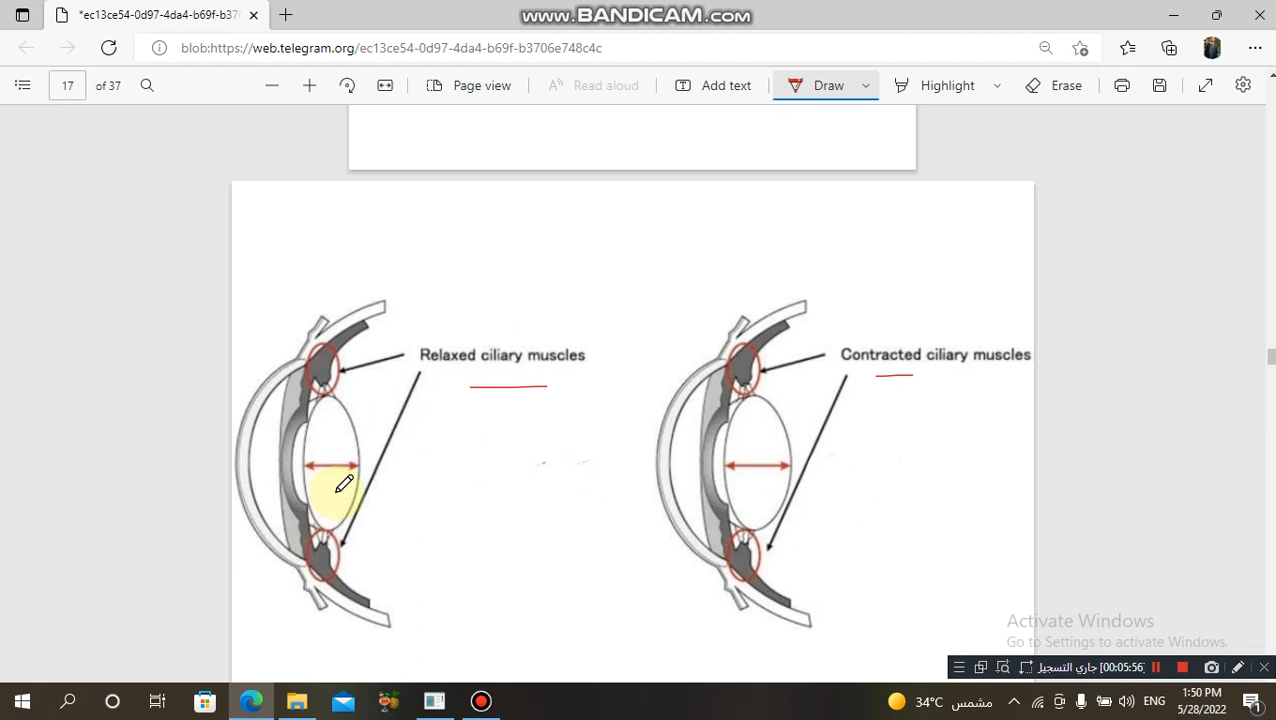 *ec13ce54-0d97-4da4-b69f-b370
www.BANDICAM.com
blob:https://web.telegram.org/ec13ce54-0d97-4da4-b69f-b3706e748c4c
17 of 37
Page view
Read aloud
Add text
Draw
Highlight
Erase
Relaxed ciliary muscles
Contracted ciliary muscles
Activate Windows
Go to Settings to activate Windows.
جاري التسجيل [00:05:56]
34°C مشمس
ENG
1:50 PM
5/28/2022
1